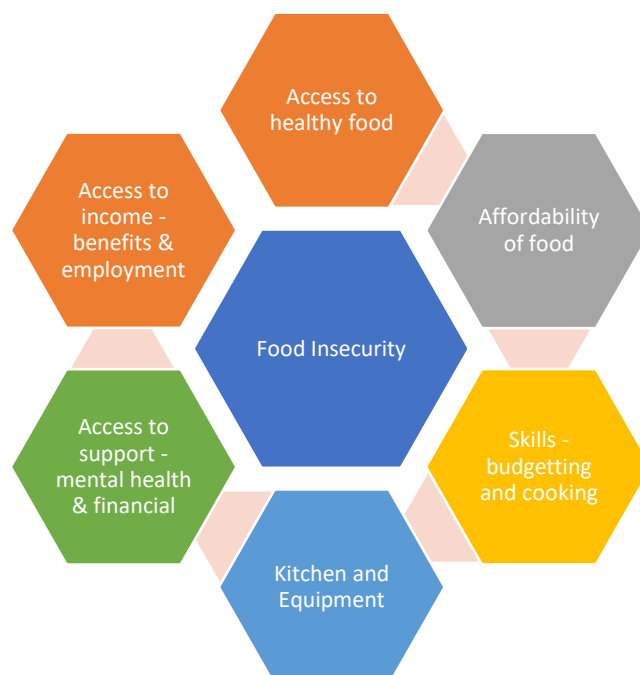 Access to
healthy food
Access to
income -
benefits &
employment
Affordability
of food
Food Insecurity
Access to
support -
mental health
& financial
Skills -
budgetting
and cooking
Kitchen and
Equipment